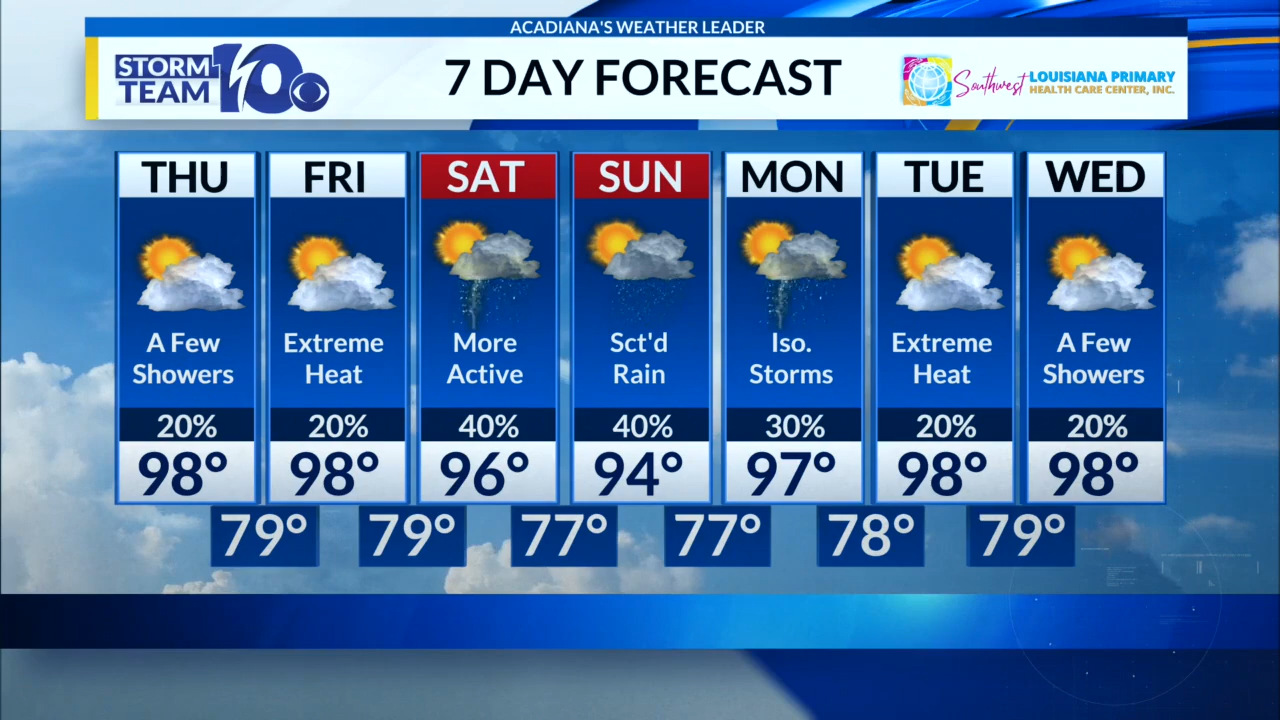 ACADIANA'S WEATHER LEADER
STORM TEAM 10
7 DAY FORECAST
Southwest LOUISIANA PRIMARY
HEALTH CARE CENTER, INC.
THU FRI SAT SUN MON TUE WED
A Few Extreme More Sct'd Iso. Extreme A Few
Showers Heat Active Rain Storms Heat Showers
20% 20% 40% 40% 30% 20% 20%
98° 98° 96° 94° 97° 98° 98°
79° 79° 77° 77° 78° 79°